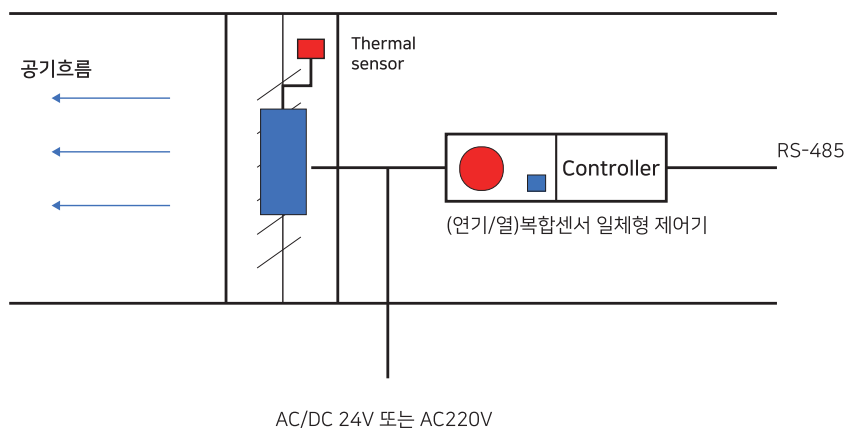 공기흐름
Thermal
sensor
RS-485
Controller
(연기/열)복합센서 일체형 제어기
AC/DC 24V 또는 AC220V